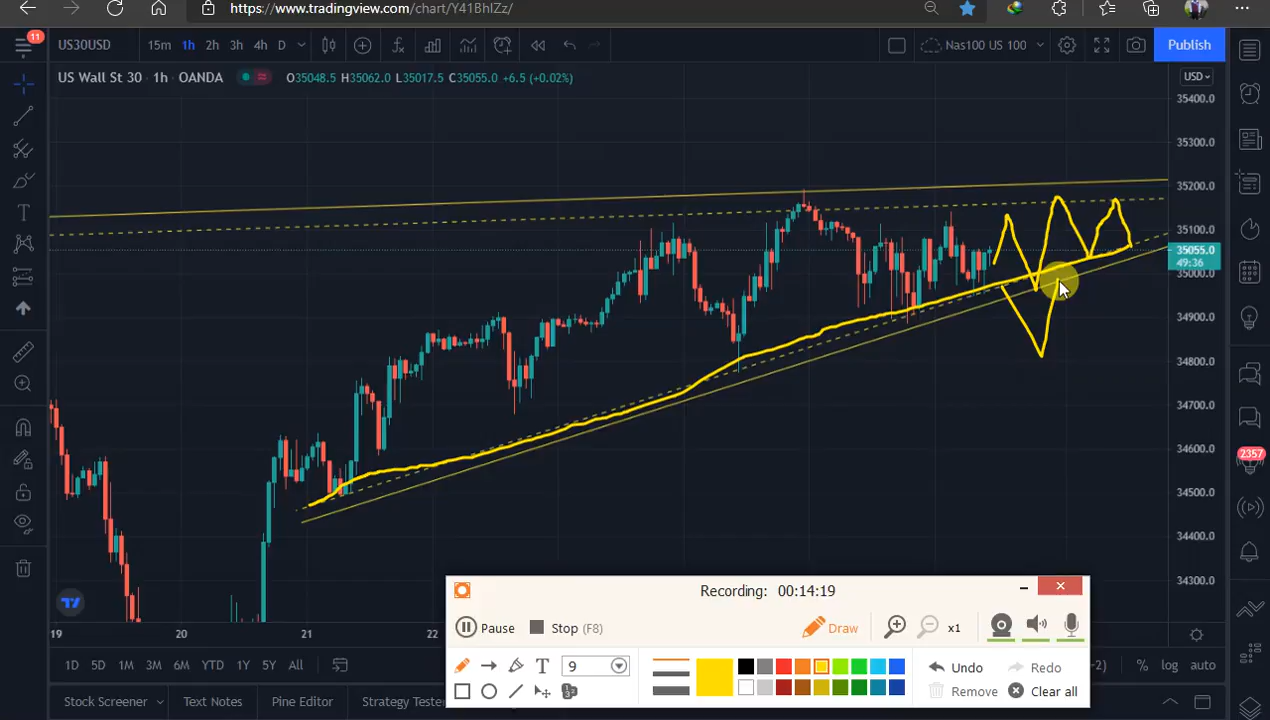 https://www.tradingview.com/chart/Y41BhlZz/
11
US30USD 15m 1h 2h 3h 4h D Nas100 US 100 Publish
US Wall St 30 · 1h · OANDA O35048.5 H35062.0 L35017.5 C35055.0 +6.5 (+0.02%)
USD
35400.0
35300.0
35200.0
35100.0
35055.0
49:36
35000.0
34900.0
34800.0
34700.0
34600.0
34500.0
34400.0
34300.0
2357
19 20 21 22
1D 5D 1M 3M 6M YTD 1Y 5Y All -2) % log auto
Stock Screener Text Notes Pine Editor Strategy Teste
Recording: 00:14:19
Pause Stop (F8) Draw x1
T 9 Undo Redo
Remove Clear all